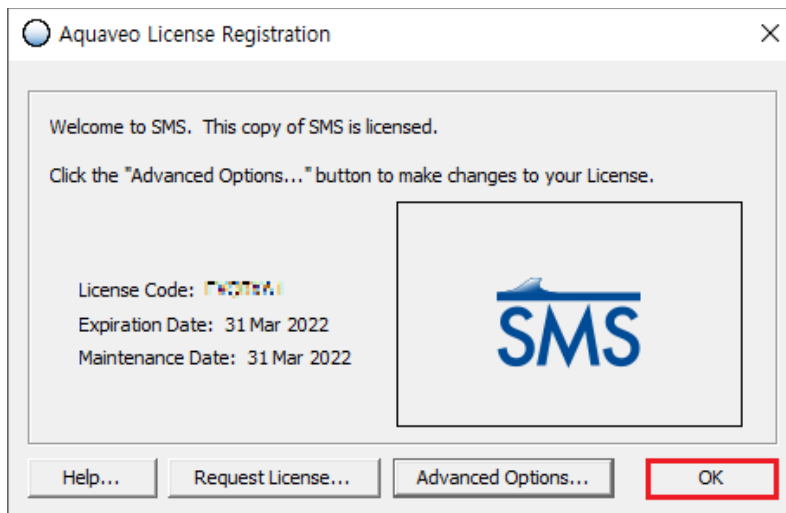 Aquaveo License Registration
Welcome to SMS. This copy of SMS is licensed.
Click the "Advanced Options..." button to make changes to your License.
License Code:
Expiration Date: 31 Mar 2022
Maintenance Date: 31 Mar 2022
SMS
Help...
Request License...
Advanced Options...
OK